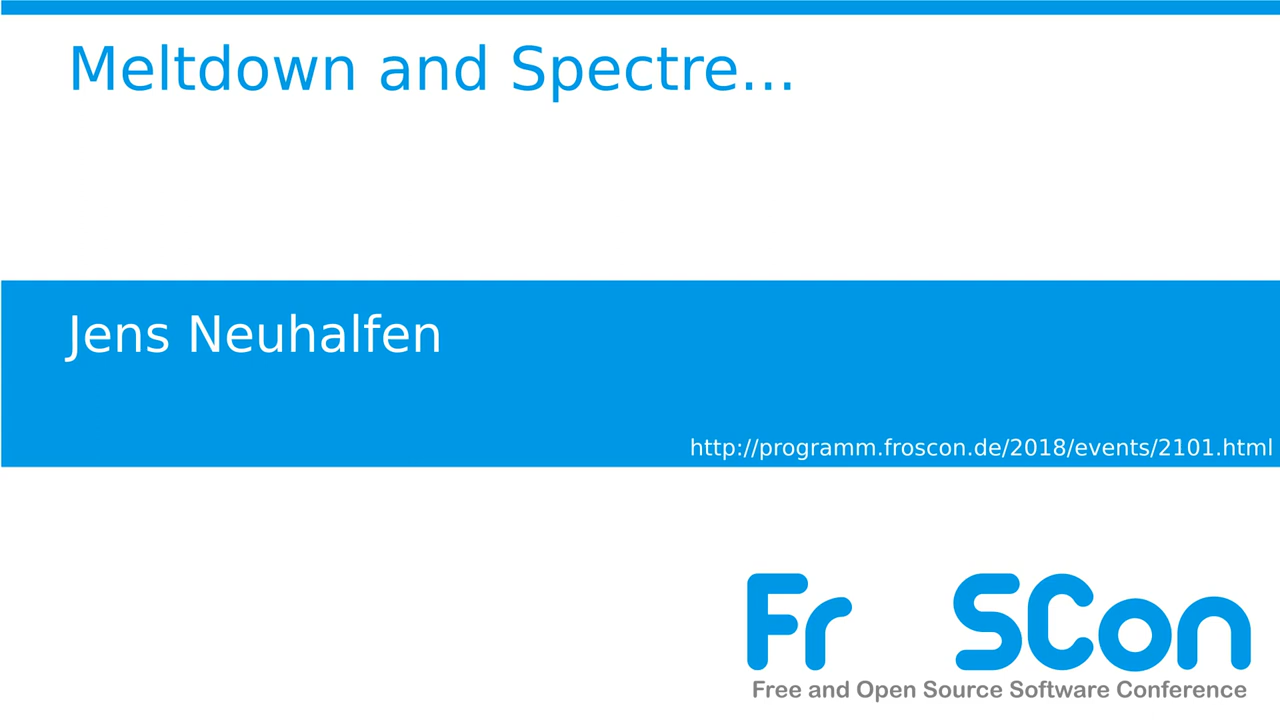 Meltdown and Spectre...
Jens Neuhalfen
http://programm.froscon.de/2018/events/2101.html
Fr SCon
Free and Open Source Software Conference